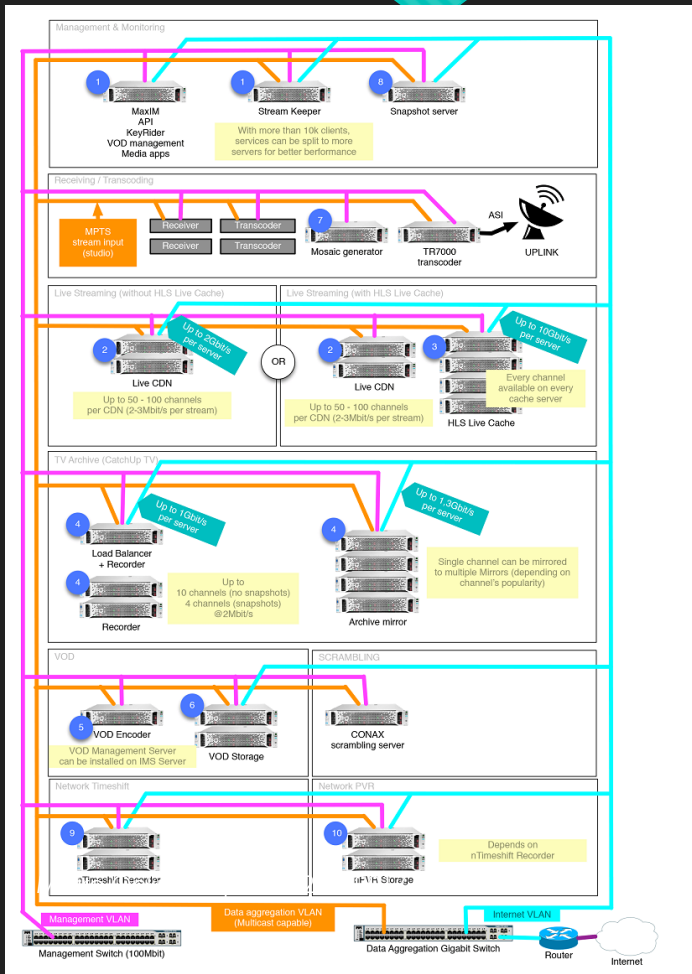 Management & Monitoring
1
1
8
MaxIM
API
KeyRider
VOD management
Media apps
Stream Keeper
Snapshot server
With more than 10k clients,
services can be split to more
servers for better berformance
Receiving / Transcoding
MPTS
stream input
(studio)
Receiver
Transcoder
Receiver
Transcoder
7
Mosaic generator
TR7000
transcoder
ASI
UPLINK
Live Streaming (without HLS Live Cache)
2
Up to 2Gbit/s
per server
Live CDN
Up to 50 - 100 channels
per CDN (2-3Mbit/s per stream)
OR
Live Streaming (with HLS Live Cache)
2
3
Up to 10Gbit/s
per server
Live CDN
Up to 50 - 100 channels
per CDN (2-3Mbit/s per stream)
Every channel
available on every
cache server
HLS Live Cache
TV Archive (CatchUp TV)
4
Up to 1Gbit/s
per server
Load Balancer
+ Recorder
4
Recorder
Up to
10 channels (no snapshots)
4 channels (snapshots)
@2Mbit/s
4
Up to 1,3Gbit/s
per server
Archive mirror
Single channel can be mirrored
to multiple Mirrors (depending on
channel's popularity)
VOD
5
VOD Encoder
6
VOD Storage
VOD Management Server
can be installed on IMS Server
SCRAMBLING
CONAX
scrambling server
Network Timeshift
9
nTimeshift Recorder
Network PVR
10
nPVR Storage
Depends on
nTimeshift Recorder
Management VLAN
Data aggregation VLAN
(Multicast capable)
Internet VLAN
Management Switch (100Mbit)
Data Aggregation Gigabit Switch
Router
Internet